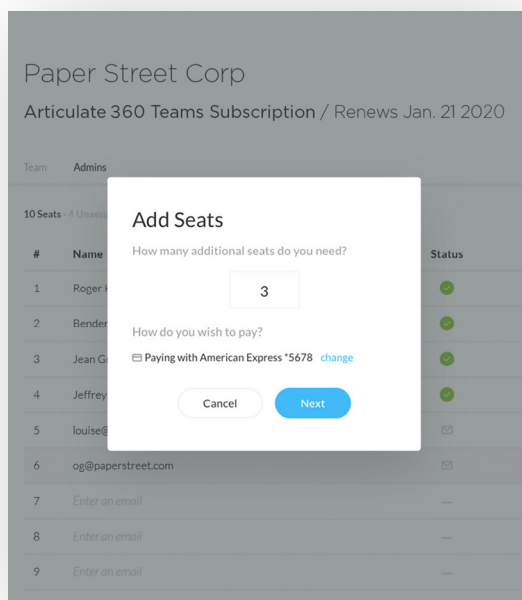 Paper Street Corp
Articulate 360 Teams Subscription / Renews Jan. 21 2020
Team Admins
10 Seats - 4
Add Seats
How many additional seats do you need?
3
How do you wish to pay?
Paying with American Express *5678 change
Cancel Next
# Name Status
1 Roger
2 Bender
3 Jean
4 Jeffrey
5 louise@
6 og@paperstreet.com
7 Enter an email —
8 Enter an email —
9 Enter an email —